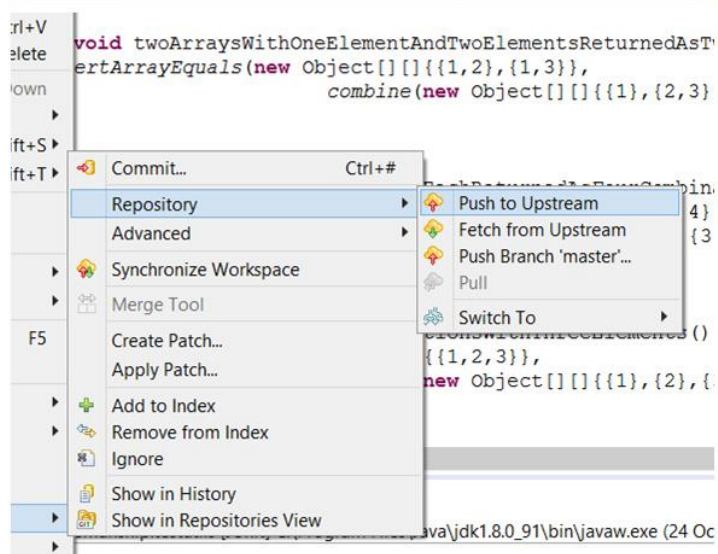 trl+V
elete
void twoArraysWithOneElementAndTwoElementsReturnedAsT
ertArrayEquals(new Object[][]{{1,2},{1,3}},
own
combine(new Object[][]{{1},{2,3}
ift+S
ift+T
Commit... Ctrl+#
Repository
Push to Upstream
4}
Advanced
Fetch from Upstream
{3
Push Branch 'master'...
Synchronize Workspace
Pull
Merge Tool
Switch To
F5
Create Patch...
()
Apply Patch...
{{1,2,3}},
new Object[][]{{1},{2},{
Add to Index
Remove from Index
Ignore
Show in History
Show in Repositories View
ava\jdk1.8.0_91\bin\javaw.exe (24 Oc